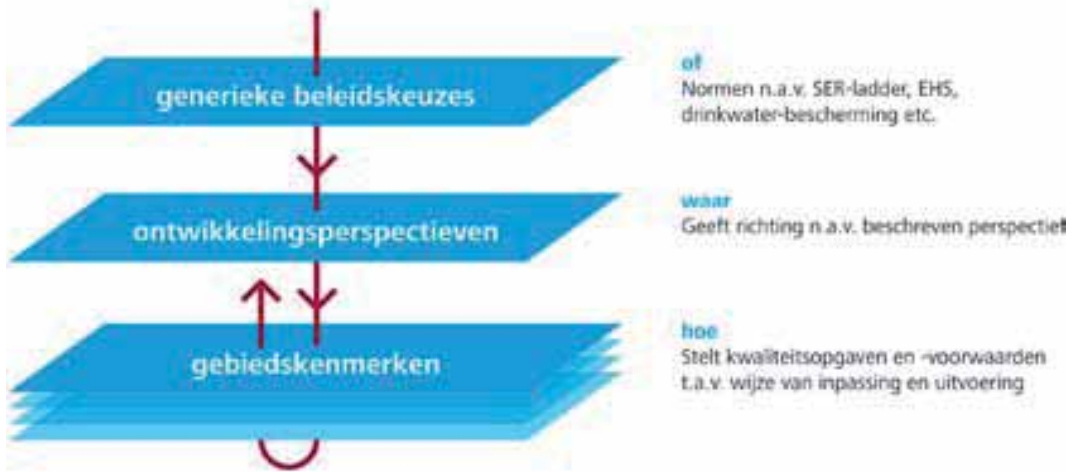 generieke beleidskeuzes
of
Normen n.a.v. SER-ladder, EHS,
drinkwater-bescherming etc.
ontwikkelingsperspectieven
waar
Geeft richting n.a.v. beschreven perspectief
gebiedskenmerken
hoe
Stelt kwaliteitsopgaven en -voorwaarden
t.a.v. wijze van inpassing en uitvoering